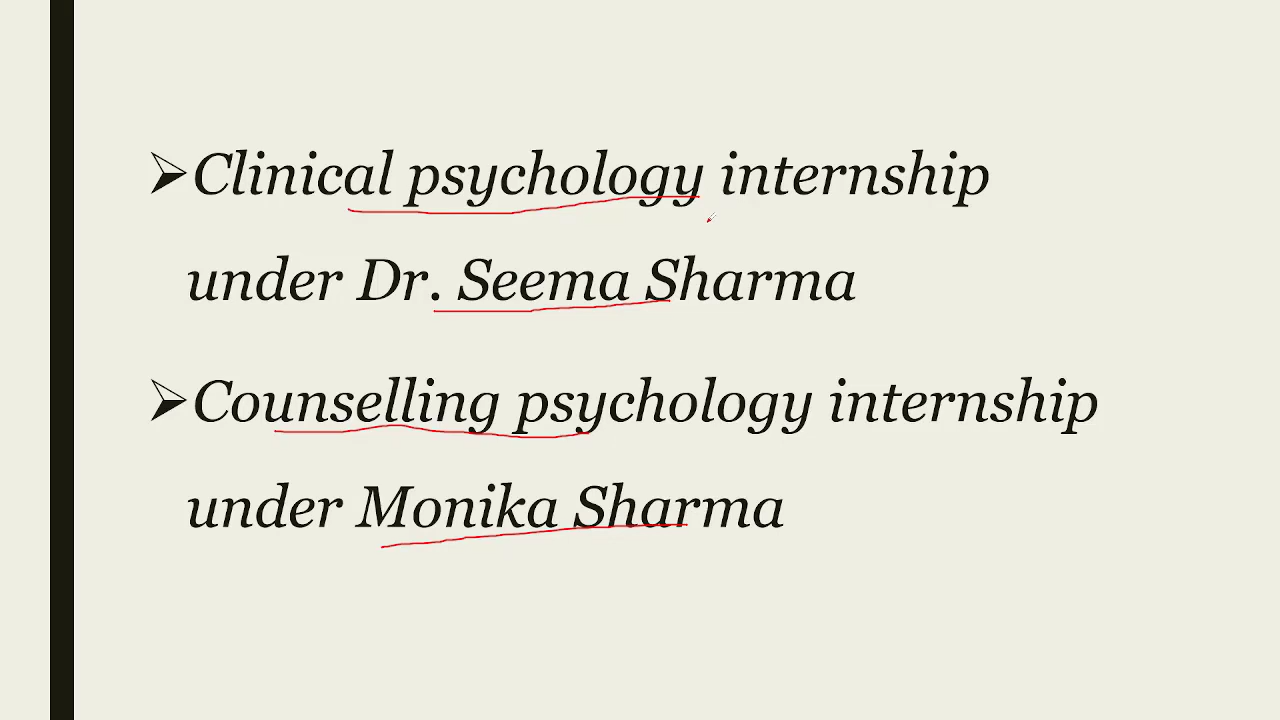 ➢Clinical psychology internship
under Dr. Seema Sharma
➢Counselling psychology internship
under Monika Sharma